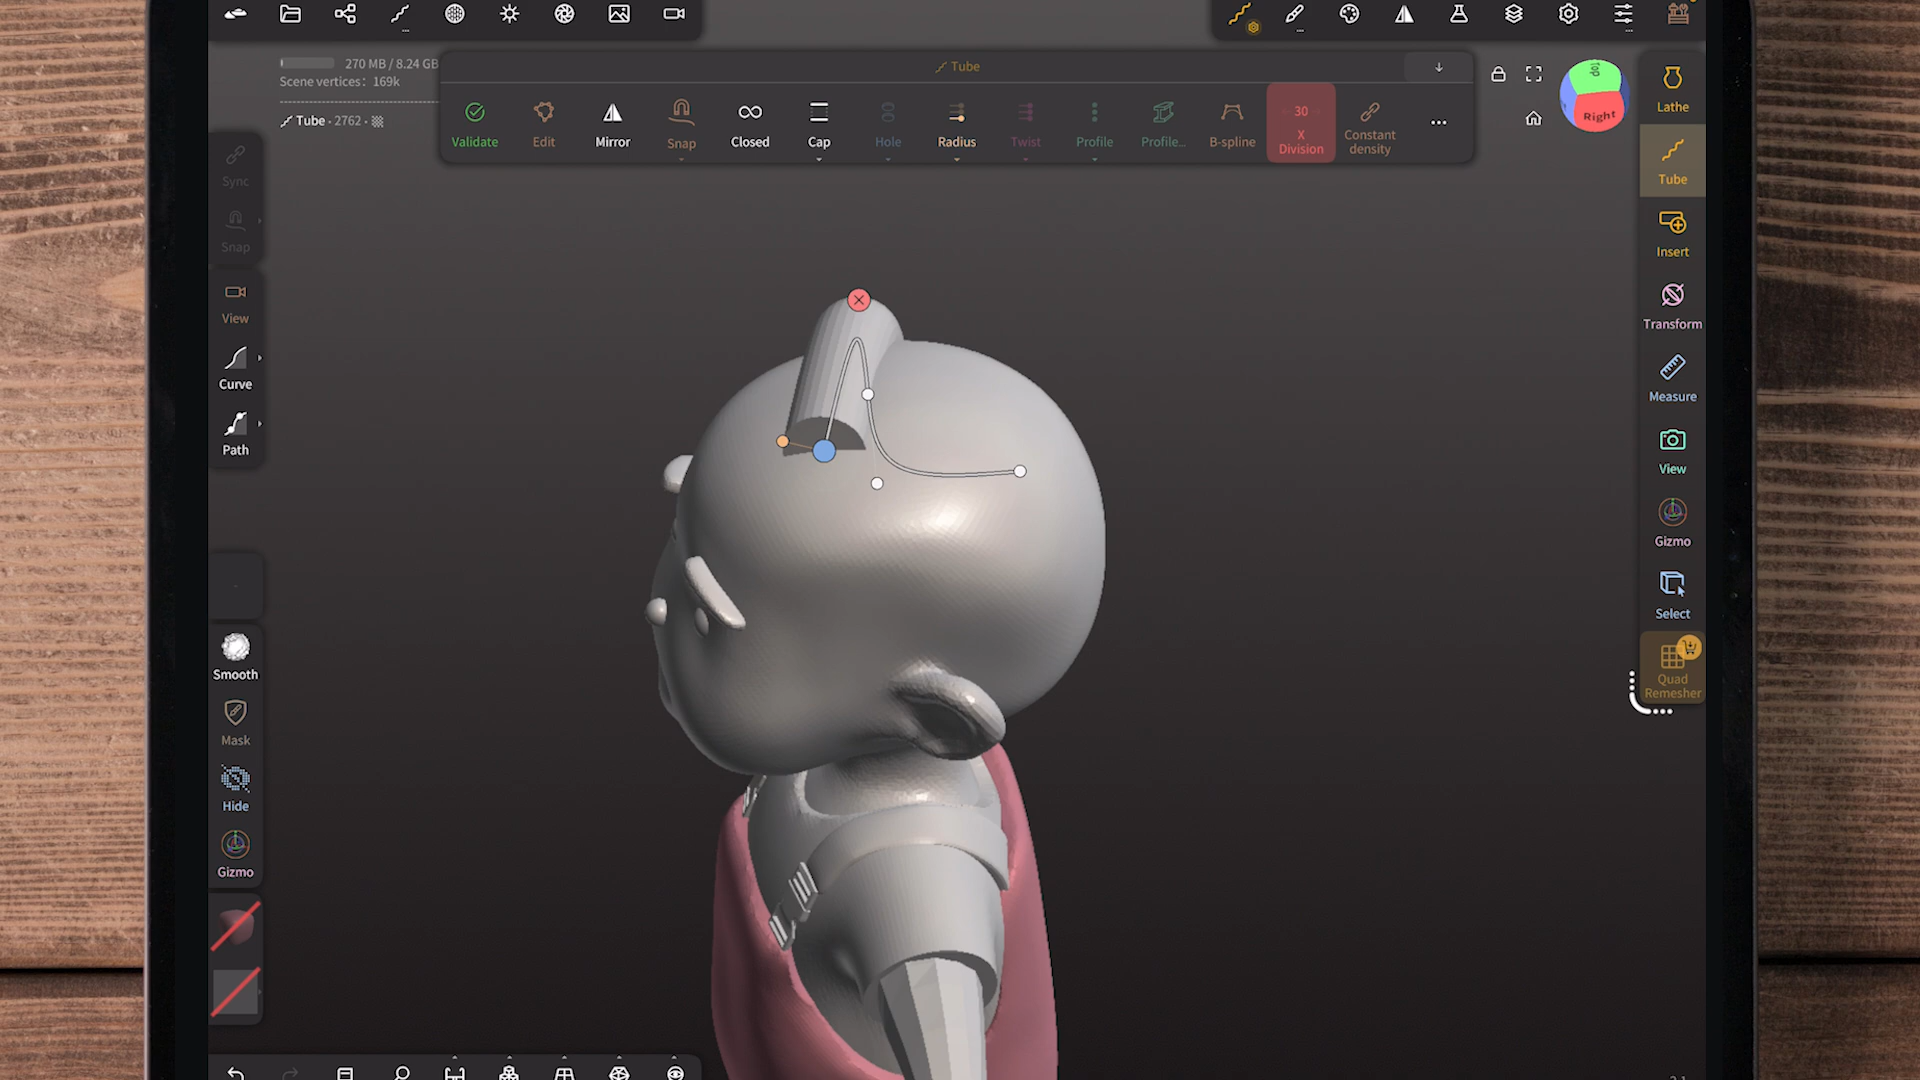 270 MB / 8.24 GB
Scene vertices: 169k
Tube · 2762 ·
Tube
Validate
Edit
Mirror
Snap
Closed
Cap
Hole
Radius
Twist
Profile
Profile...
B-spline
30
X
Division
Constant
density
...
Top
Right
Sync
Snap
View
Curve
Path
Smooth
Mask
Hide
Gizmo
Lathe
Tube
Insert
Transform
Measure
View
Gizmo
Select
Quad
Remesher